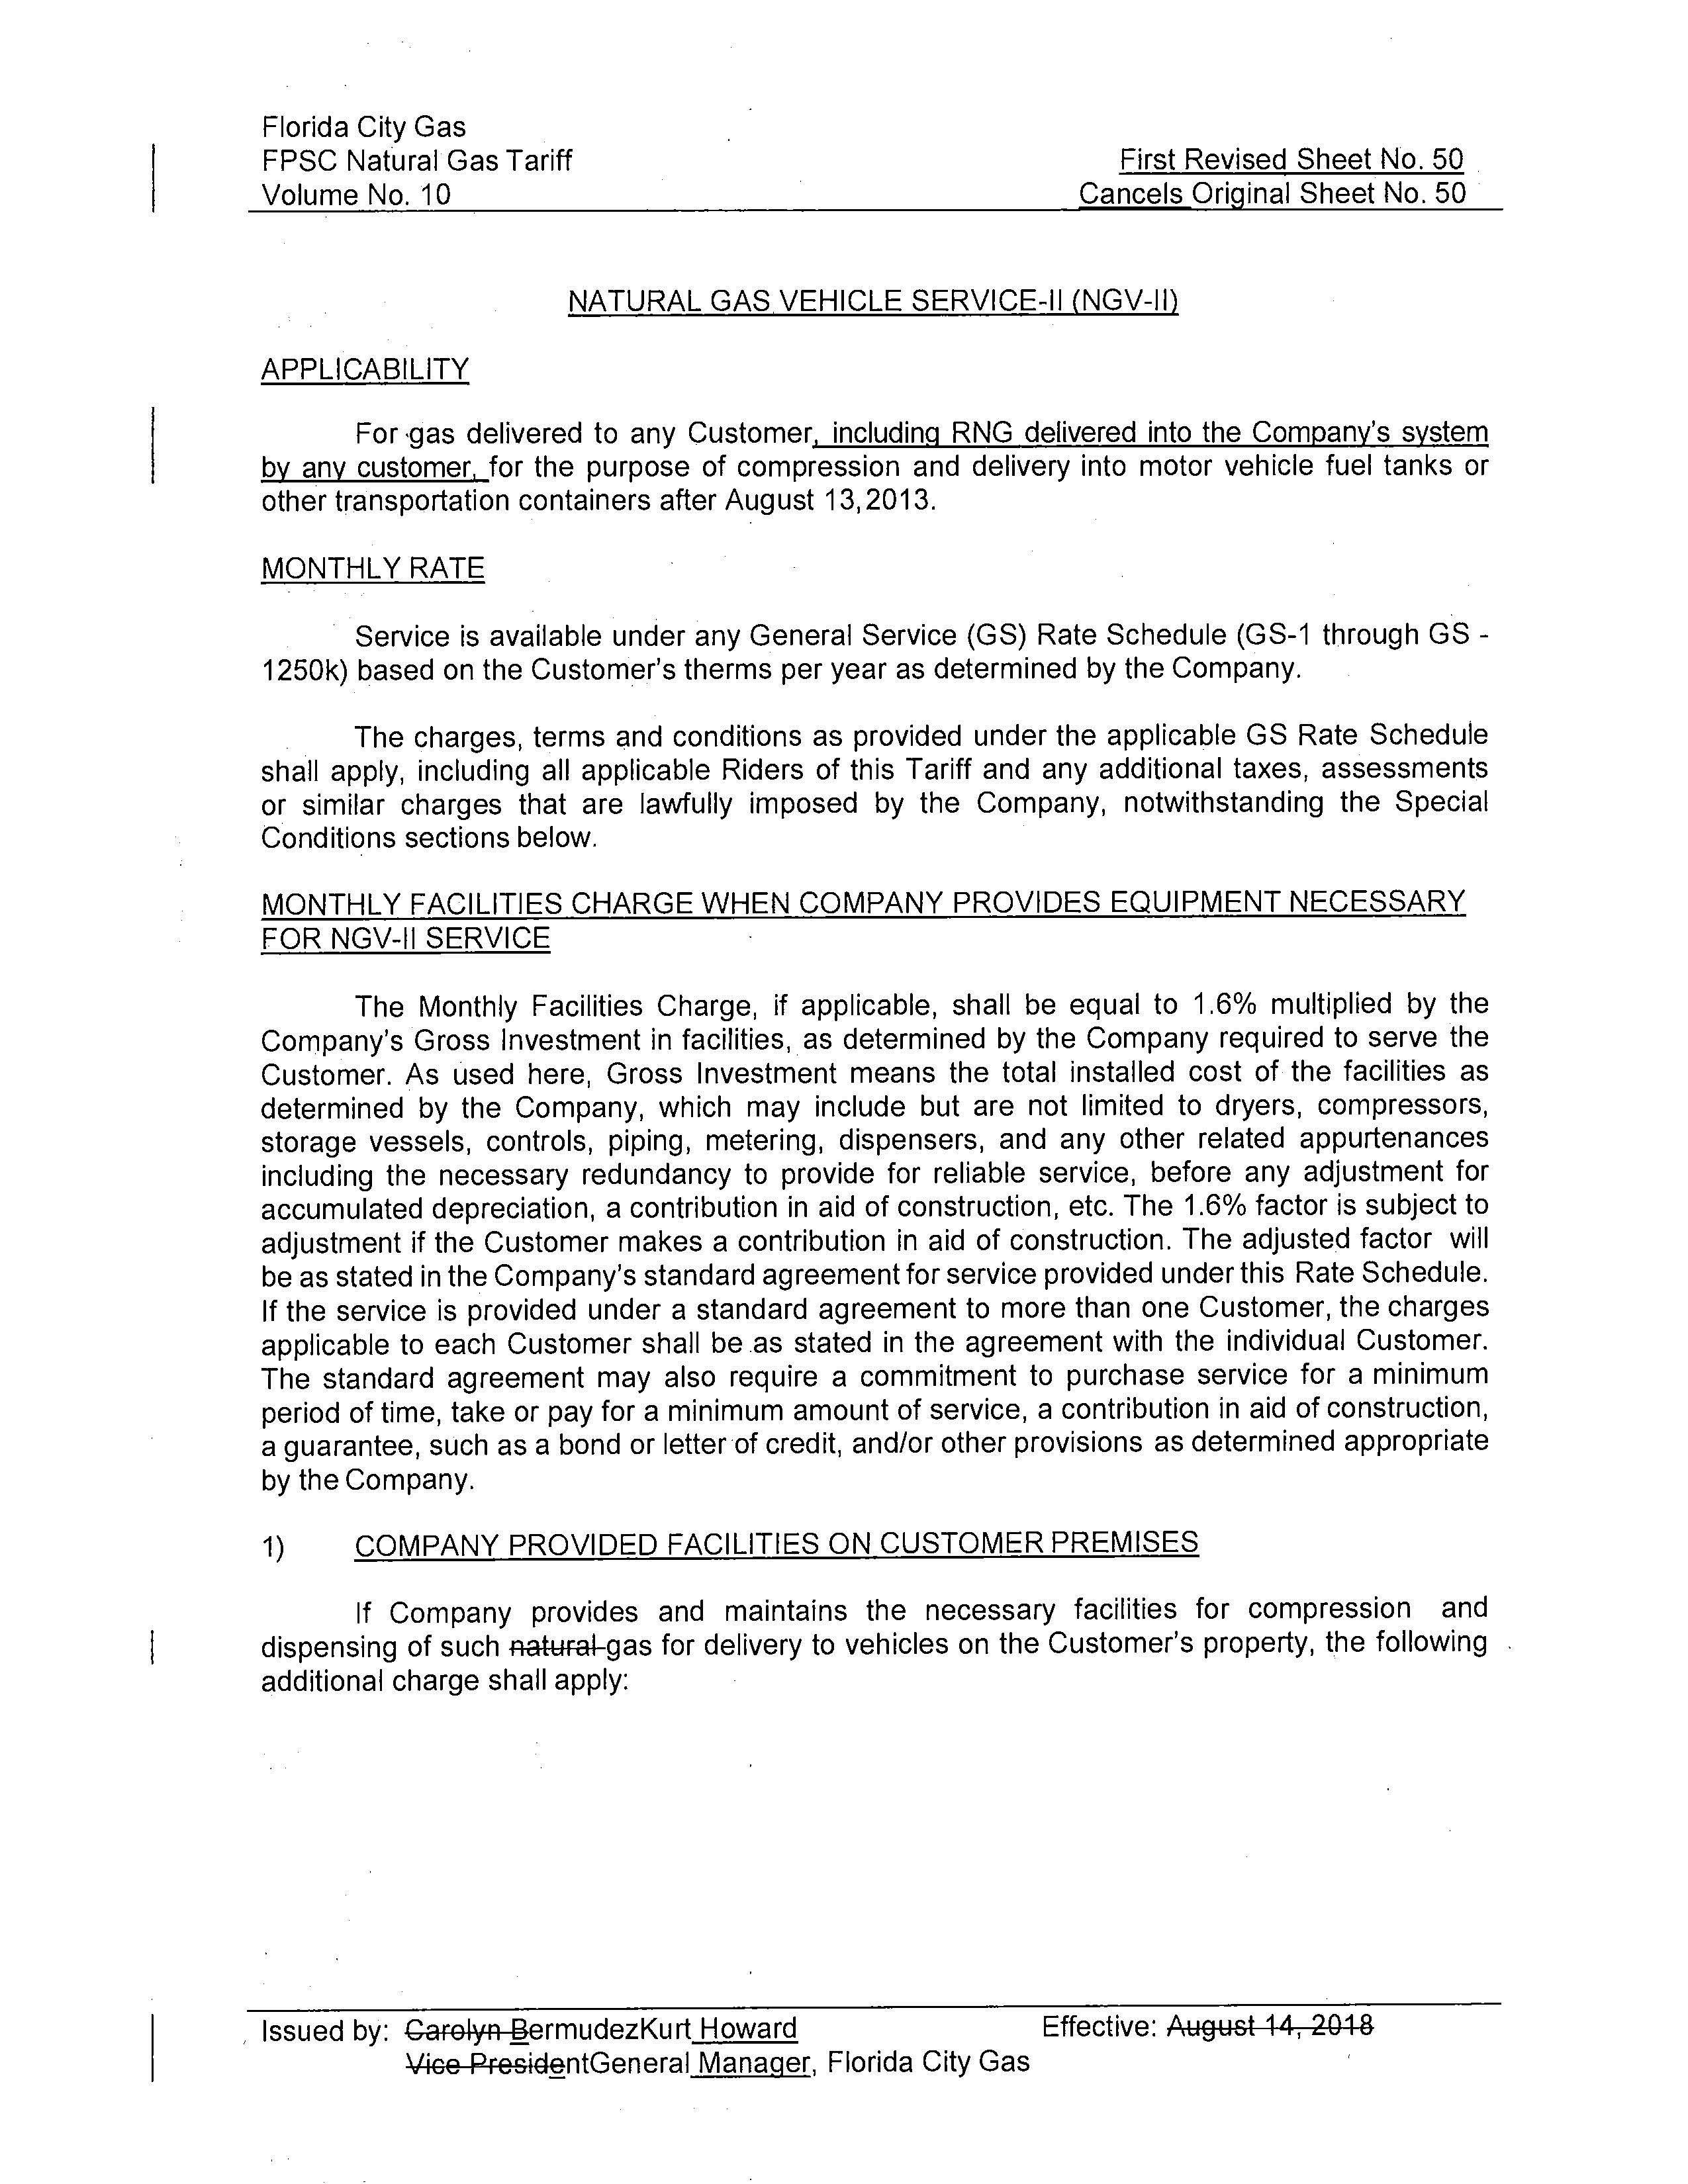 Florida City Gas
FPSC Natural Gas Tariff First Revised Sheet No. 50
Volume No. 10 Cancels Original Sheet No. 50
NATURAL GAS VEHICLE SERVICE-II (NGV-II)
APPLICABILITY
For gas delivered to any Customer, including RNG delivered into the Company's system
by any customer, for the purpose of compression and delivery into motor vehicle fuel tanks or
other transportation containers after August 13,2013.
MONTHLY RATE
Service is available under any General Service (GS) Rate Schedule (GS-1 through GS -
1250k) based on the Customer's therms per year as determined by the Company.
The charges, terms and conditions as provided under the applicable GS Rate Schedule
shall apply, including all applicable Riders of this Tariff and any additional taxes, assessments
or similar charges that are lawfully imposed by the Company, notwithstanding the Special
Conditions sections below.
MONTHLY FACILITIES CHARGE WHEN COMPANY PROVIDES EQUIPMENT NECESSARY
FOR NGV-II SERVICE
The Monthly Facilities Charge, if applicable, shall be equal to 1.6% multiplied by the
Company's Gross Investment in facilities, as determined by the Company required to serve the
Customer. As used here, Gross Investment means the total installed cost of the facilities as
determined by the Company, which may include but are not limited to dryers, compressors,
storage vessels, controls, piping, metering, dispensers, and any other related appurtenances
including the necessary redundancy to provide for reliable service, before any adjustment for
accumulated depreciation, a contribution in aid of construction, etc. The 1.6% factor is subject to
adjustment if the Customer makes a contribution in aid of construction. The adjusted factor will
be as stated in the Company's standard agreement for service provided under this Rate Schedule.
If the service is provided under a standard agreement to more than one Customer, the charges
applicable to each Customer shall be as stated in the agreement with the individual Customer.
The standard agreement may also require a commitment to purchase service for a minimum
period of time, take or pay for a minimum amount of service, a contribution in aid of construction,
a guarantee, such as a bond or letter of credit, and/or other provisions as determined appropriate
by the Company.
1) COMPANY PROVIDED FACILITIES ON CUSTOMER PREMISES
If Company provides and maintains the necessary facilities for compression and
dispensing of such natural gas for delivery to vehicles on the Customer's property, the following
additional charge shall apply:
Issued by: Carolyn BermudezKurt Howard Effective: August 14, 2018
Vice PresidentGeneral Manager, Florida City Gas